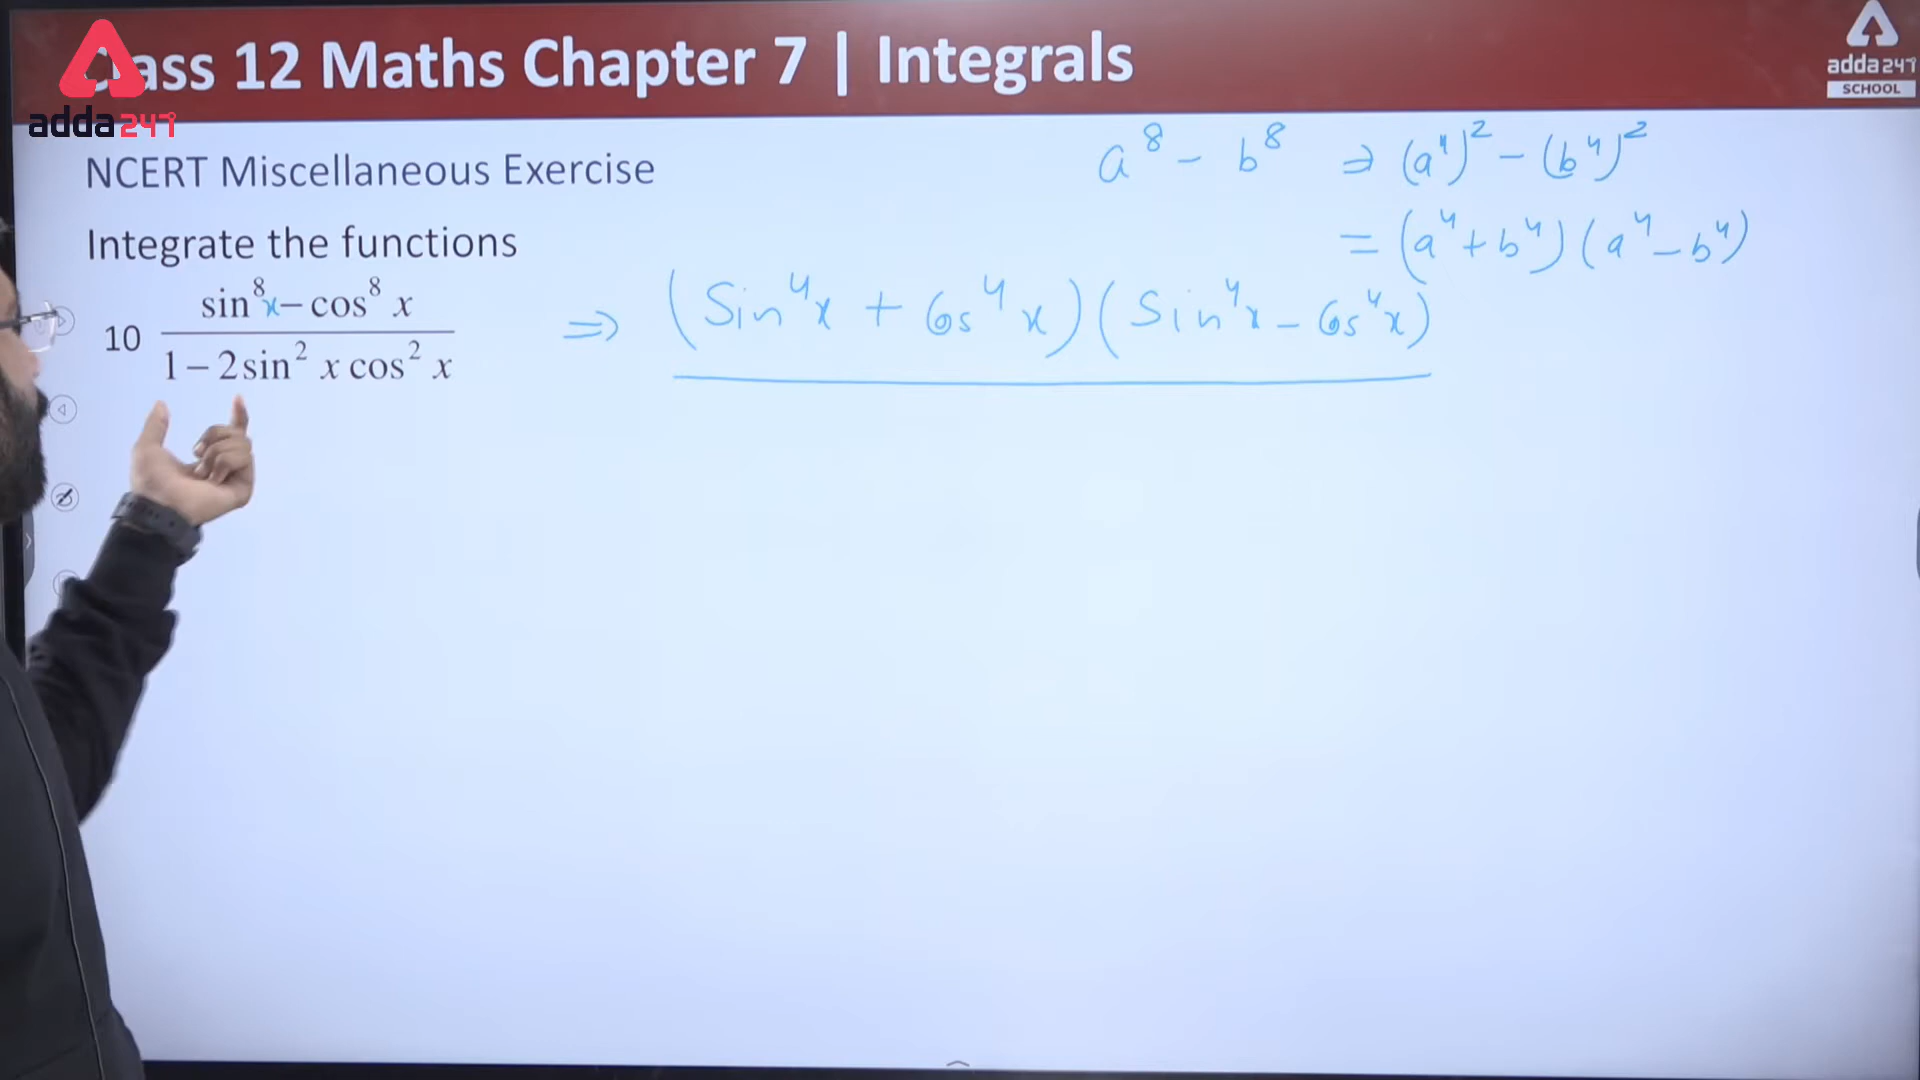 ass 12 Maths Chapter 7 | Integrals
adda247
adda247
SCHOOL
NCERT Miscellaneous Exercise
a⁸ - b⁸ ⇒ (a⁴)² - (b⁴)²
= (a⁴ + b⁴) (a⁴ - b⁴)
Integrate the functions
10 (sin⁸x – cos⁸ x) / (1 – 2sin² x cos² x) ⇒ (Sin⁴x + Cos⁴x) (Sin⁴x - Cos⁴x)